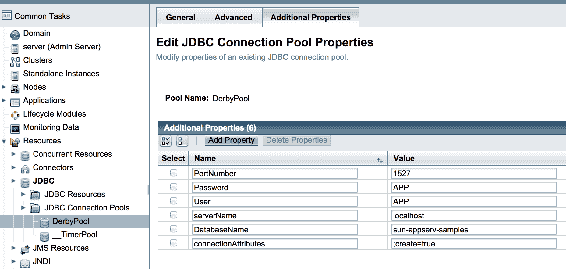 Common Tasks
Domain
server (Admin Server)
Clusters
Standalone Instances
Nodes
Applications
Lifecycle Modules
Monitoring Data
Resources
Concurrent Resources
Connectors
JDBC
JDBC Resources
JDBC Connection Pools
DerbyPool
__TimerPool
JMS Resources
JNDI
General Advanced Additional Properties
Edit JDBC Connection Pool Properties
Modify properties of an existing JDBC connection pool.
Pool Name: DerbyPool
Additional Properties (6)
Add Property Delete Properties
Select Name Value
PortNumber 1527
Password APP
User APP
serverName localhost
DatabaseName sun-appserv-samples
connectionAttributes ;create=true